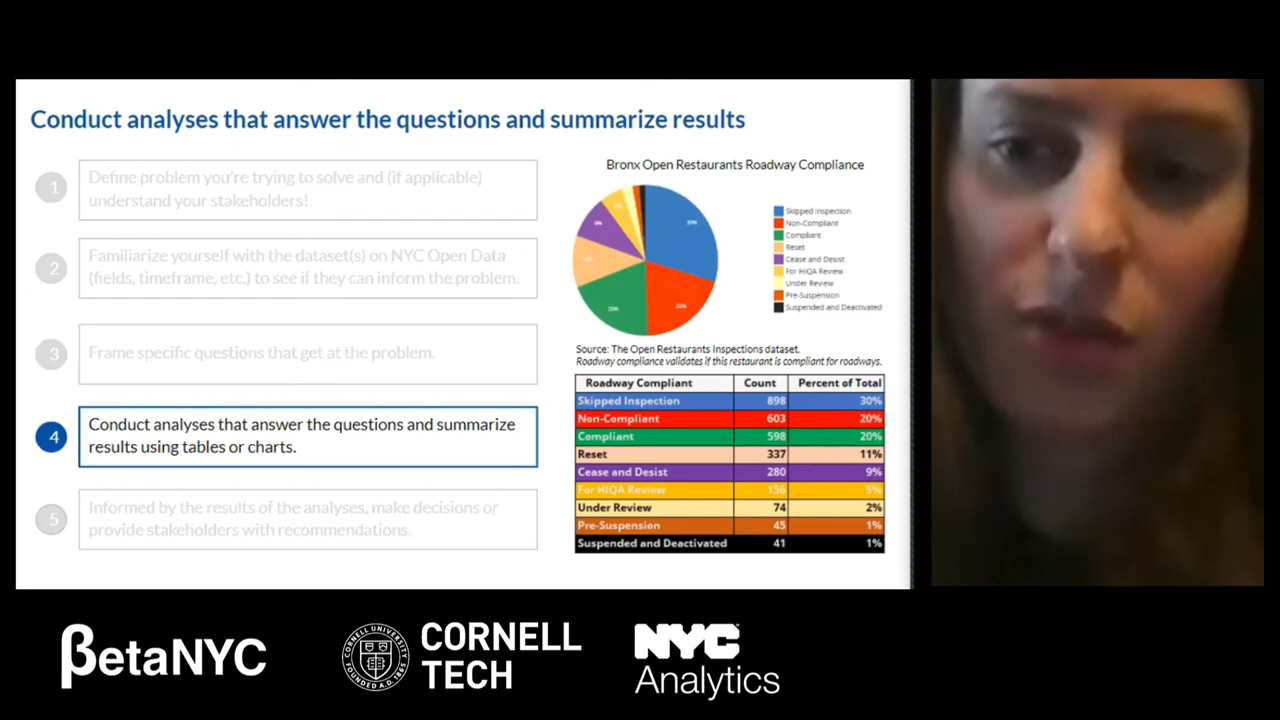 Conduct analyses that answer the questions and summarize results
1
Define problem you're trying to solve and (if applicable)
understand your stakeholders!
2
Familiarize yourself with the dataset(s) on NYC Open Data
(fields, timeframe, etc.) to see if they can inform the problem.
3
Frame specific questions that get at the problem.
4
Conduct analyses that answer the questions and summarize
results using tables or charts.
5
Informed by the results of the analyses, make decisions or
provide stakeholders with recommendations.
Bronx Open Restaurants Roadway Compliance
Skipped Inspection
Non-Compliant
Compliant
Reset
Cease and Desist
For HIQA Review
Under Review
Pre-Suspension
Suspended and Deactivated
Source: The Open Restaurants Inspections dataset.
Roadway compliance validates if this restaurant is compliant for roadways.
Roadway Compliant Count Percent of Total
Skipped Inspection 898 30%
Non-Compliant 603 20%
Compliant 598 20%
Reset 337 11%
Cease and Desist 280 9%
For HIQA Review 156 5%
Under Review 74 2%
Pre-Suspension 45 1%
Suspended and Deactivated 41 1%
βetaNYC
CORNELL UNIVERSITY
FOUNDED A.D. 1865
CORNELL
TECH
NYC
Analytics